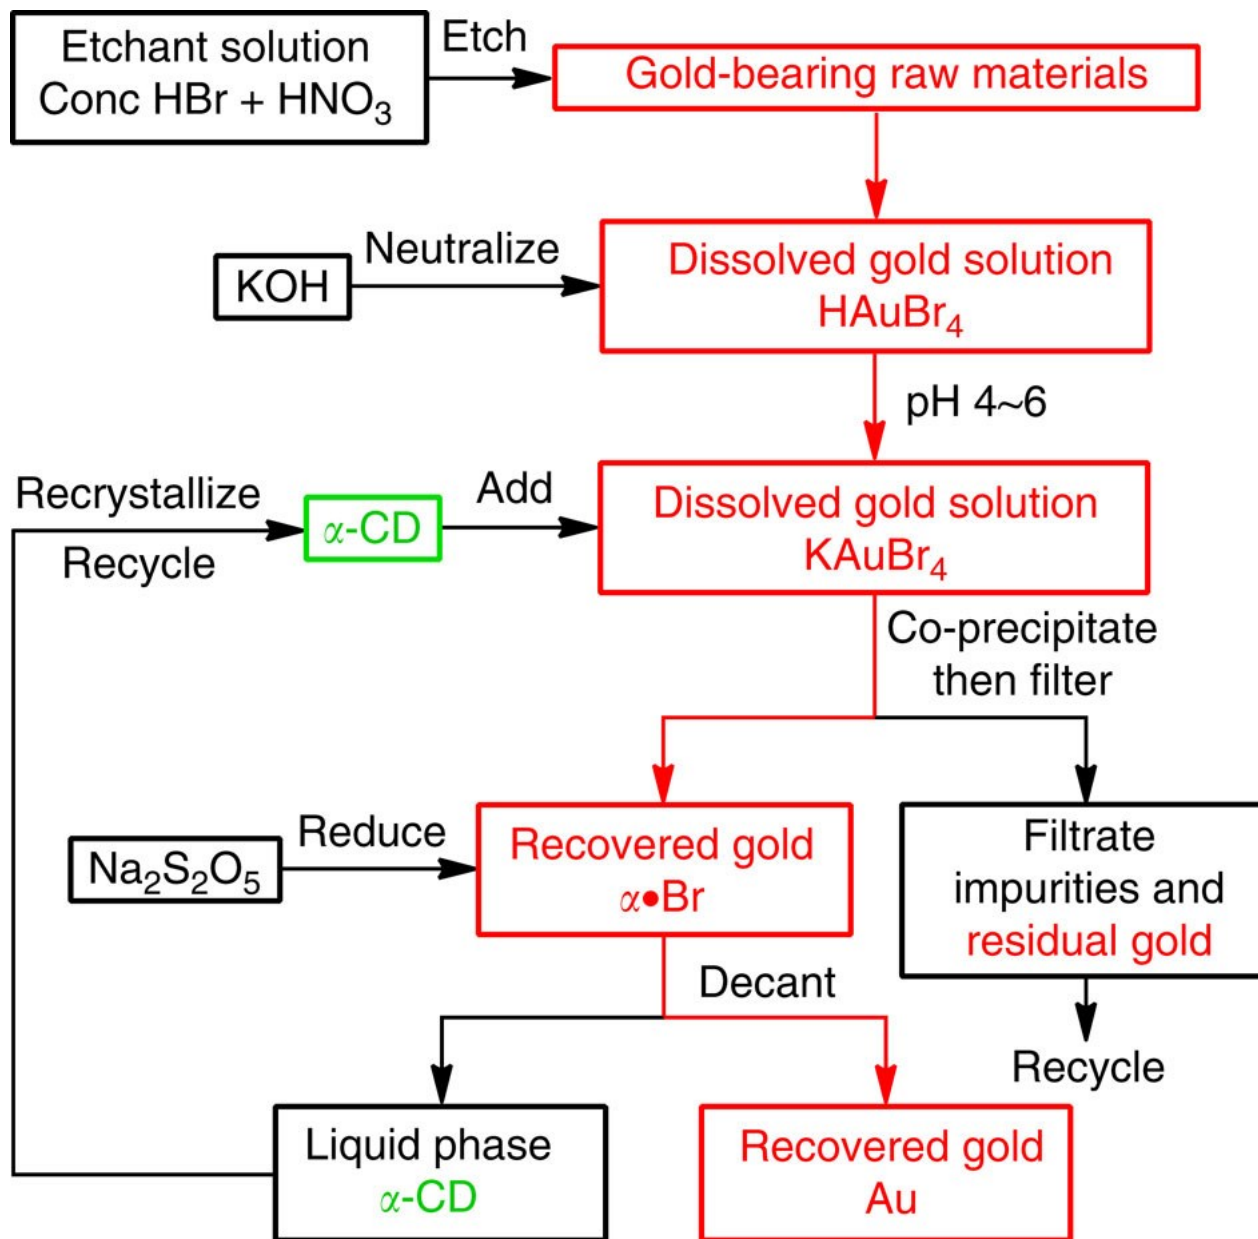 Etchant solution
Conc HBr + HNO₃
Etch
Gold-bearing raw materials
KOH
Neutralize
Dissolved gold solution
HAuBr₄
pH 4~6
Recrystallize
Recycle
α-CD
Add
Dissolved gold solution
KAuBr₄
Co-precipitate
then filter
Na₂S₂O₅
Reduce
Recovered gold
α•Br
Filtrate
impurities and
residual gold
Decant
Recycle
Liquid phase
α-CD
Recovered gold
Au